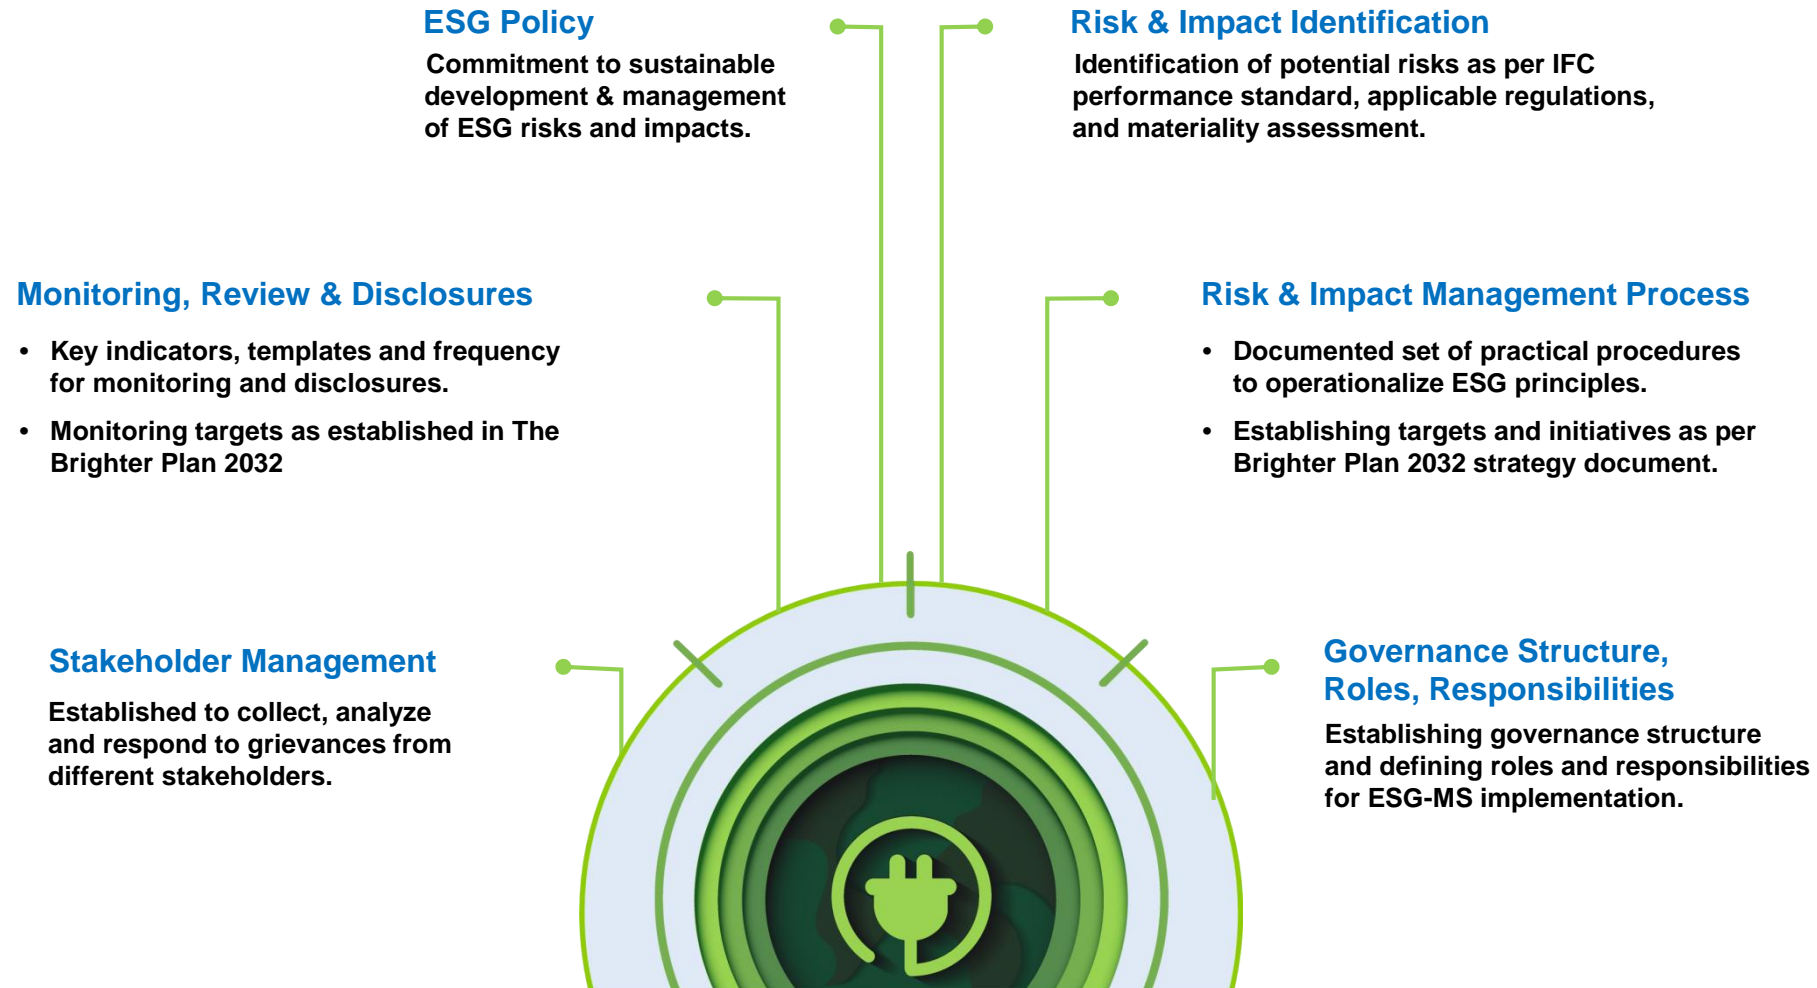 ESG Policy
Commitment to sustainable
development & management
of ESG risks and impacts.
Risk & Impact Identification
Identification of potential risks as per IFC
performance standard, applicable regulations,
and materiality assessment.
Monitoring, Review & Disclosures
• Key indicators, templates and frequency
for monitoring and disclosures.
• Monitoring targets as established in The
Brighter Plan 2032
Risk & Impact Management Process
• Documented set of practical procedures
to operationalize ESG principles.
• Establishing targets and initiatives as per
Brighter Plan 2032 strategy document.
Stakeholder Management
Established to collect, analyze
and respond to grievances from
different stakeholders.
Governance Structure,
Roles, Responsibilities
Establishing governance structure
and defining roles and responsibilities
for ESG-MS implementation.